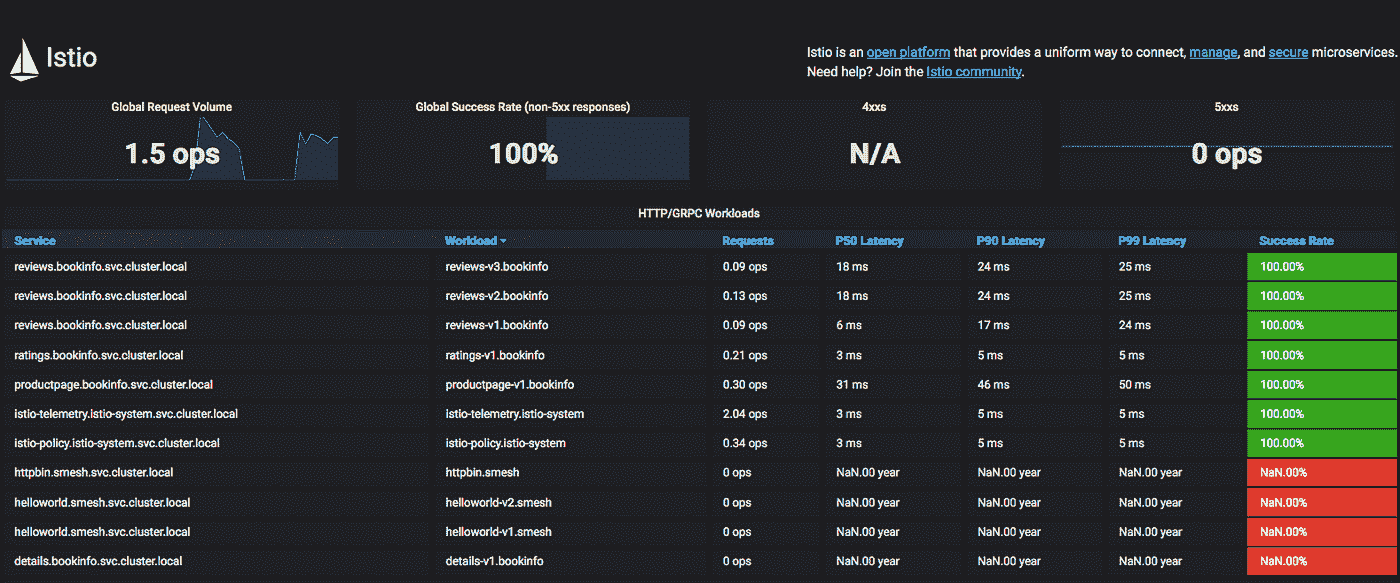 Istio
Istio is an open platform that provides a uniform way to connect, manage, and secure microservices.
Need help? Join the Istio community.
Global Request Volume
1.5 ops
Global Success Rate (non-5xx responses)
100%
4xxs
N/A
5xxs
0 ops
HTTP/GRPC Workloads
Service Workload Requests P50 Latency P90 Latency P99 Latency Success Rate
reviews.bookinfo.svc.cluster.local reviews-v3.bookinfo 0.09 ops 18 ms 24 ms 25 ms 100.00%
reviews.bookinfo.svc.cluster.local reviews-v2.bookinfo 0.13 ops 18 ms 24 ms 25 ms 100.00%
reviews.bookinfo.svc.cluster.local reviews-v1.bookinfo 0.09 ops 6 ms 17 ms 24 ms 100.00%
ratings.bookinfo.svc.cluster.local ratings-v1.bookinfo 0.21 ops 3 ms 5 ms 5 ms 100.00%
productpage.bookinfo.svc.cluster.local productpage-v1.bookinfo 0.30 ops 31 ms 46 ms 50 ms 100.00%
istio-telemetry.istio-system.svc.cluster.local istio-telemetry.istio-system 2.04 ops 3 ms 5 ms 5 ms 100.00%
istio-policy.istio-system.svc.cluster.local istio-policy.istio-system 0.34 ops 3 ms 5 ms 5 ms 100.00%
httpbin.smesh.svc.cluster.local httpbin.smesh 0 ops NaN.00 year NaN.00 year NaN.00 year NaN.00%
helloworld.smesh.svc.cluster.local helloworld-v2.smesh 0 ops NaN.00 year NaN.00 year NaN.00 year NaN.00%
helloworld.smesh.svc.cluster.local helloworld-v1.smesh 0 ops NaN.00 year NaN.00 year NaN.00 year NaN.00%
details.bookinfo.svc.cluster.local details-v1.bookinfo 0 ops NaN.00 year NaN.00 year NaN.00 year NaN.00%